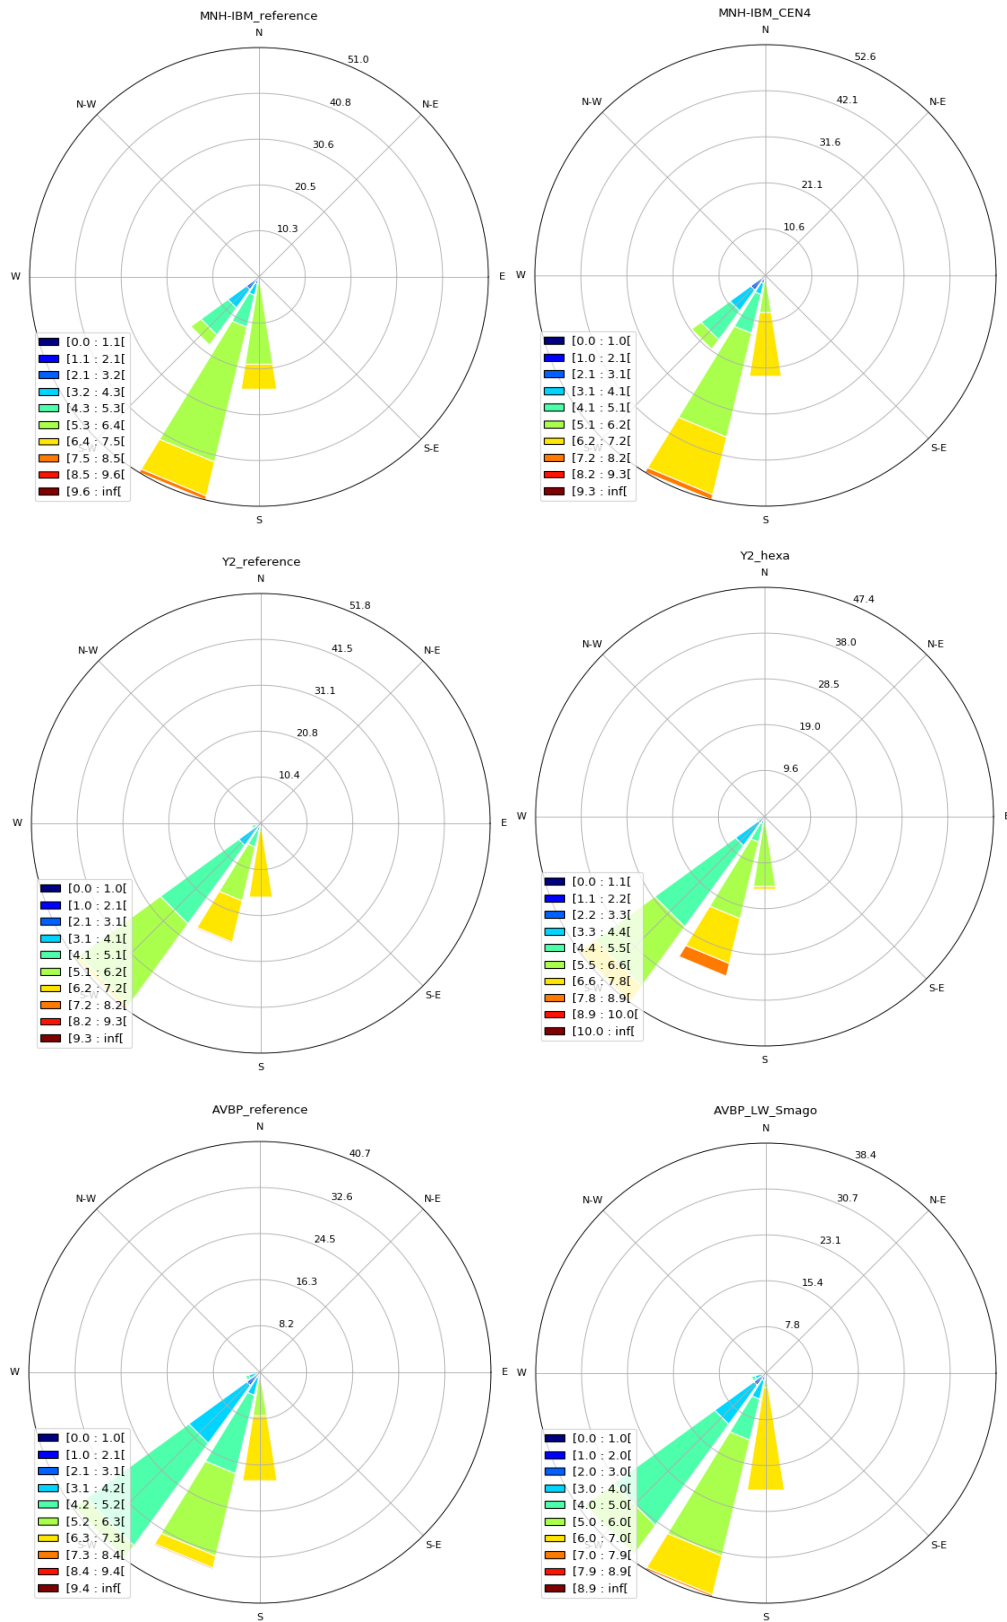 MNH-IBM_reference
N
51.0
40.8
N-W
N-E
30.6
20.5
10.3
W
E
[0.0 : 1.1[
[1.1 : 2.1[
[2.1 : 3.2[
[3.2 : 4.3[
[4.3 : 5.3[
[5.3 : 6.4[
[6.4 : 7.5[
[7.5 : 8.5[
[8.5 : 9.6[
[9.6 : inf[
S-W
S-E
S
MNH-IBM_CEN4
N
52.6
42.1
N-W
N-E
31.6
21.1
10.6
W
[0.0 : 1.0[
[1.0 : 2.1[
[2.1 : 3.1[
[3.1 : 4.1[
[4.1 : 5.1[
[5.1 : 6.2[
[6.2 : 7.2[
[7.2 : 8.2[
[8.2 : 9.3[
[9.3 : inf[
S-W
S-E
S
Y2_reference
N
51.8
41.5
N-W
N-E
31.1
20.8
10.4
W
E
[0.0 : 1.0[
[1.0 : 2.1[
[2.1 : 3.1[
[3.1 : 4.1[
[4.1 : 5.1[
[5.1 : 6.2[
[6.2 : 7.2[
[7.2 : 8.2[
[8.2 : 9.3[
[9.3 : inf[
S-W
S-E
S
Y2_hexa
N
47.4
38.0
N-W
N-E
28.5
19.0
9.6
W
E
[0.0 : 1.1[
[1.1 : 2.2[
[2.2 : 3.3[
[3.3 : 4.4[
[4.4 : 5.5[
[5.5 : 6.6[
[6.6 : 7.8[
[7.8 : 8.9[
[8.9 : 10.0[
[10.0 : inf[
S-W
S-E
S
AVBP_reference
N
40.7
32.6
N-W
N-E
24.5
16.3
8.2
W
E
[0.0 : 1.0[
[1.0 : 2.1[
[2.1 : 3.1[
[3.1 : 4.2[
[4.2 : 5.2[
[5.2 : 6.3[
[6.3 : 7.3[
[7.3 : 8.4[
[8.4 : 9.4[
[9.4 : inf[
S-W
S-E
S
AVBP_LW_Smago
N
38.4
30.7
N-W
N-E
23.1
15.4
7.8
W
[0.0 : 1.0[
[1.0 : 2.0[
[2.0 : 3.0[
[3.0 : 4.0[
[4.0 : 5.0[
[5.0 : 6.0[
[6.0 : 7.0[
[7.0 : 7.9[
[7.9 : 8.9[
[8.9 : inf[
S-W
S-E
S